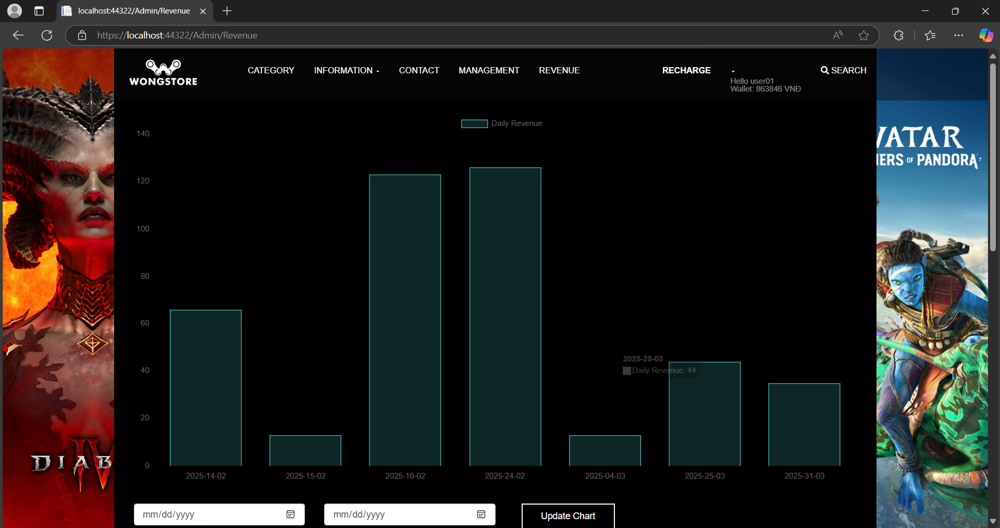 localhost:44322/Admin/Revenue
https://localhost:44322/Admin/Revenue
WONGSTORE
CATEGORY INFORMATION CONTACT MANAGEMENT REVENUE RECHARGE SEARCH
Hello user01
Wallet: 863846 VNĐ
Daily Revenue
140
120
100
80
60
40
20
0
2025-25-03
Daily Revenue: 44
2025-14-02 2025-15-02 2025-16-02 2025-24-02 2025-04-03 2025-25-03 2025-31-03
mm/dd/yyyy mm/dd/yyyy Update Chart
DIAB
IV
VATAR
IERS OF PANDORA